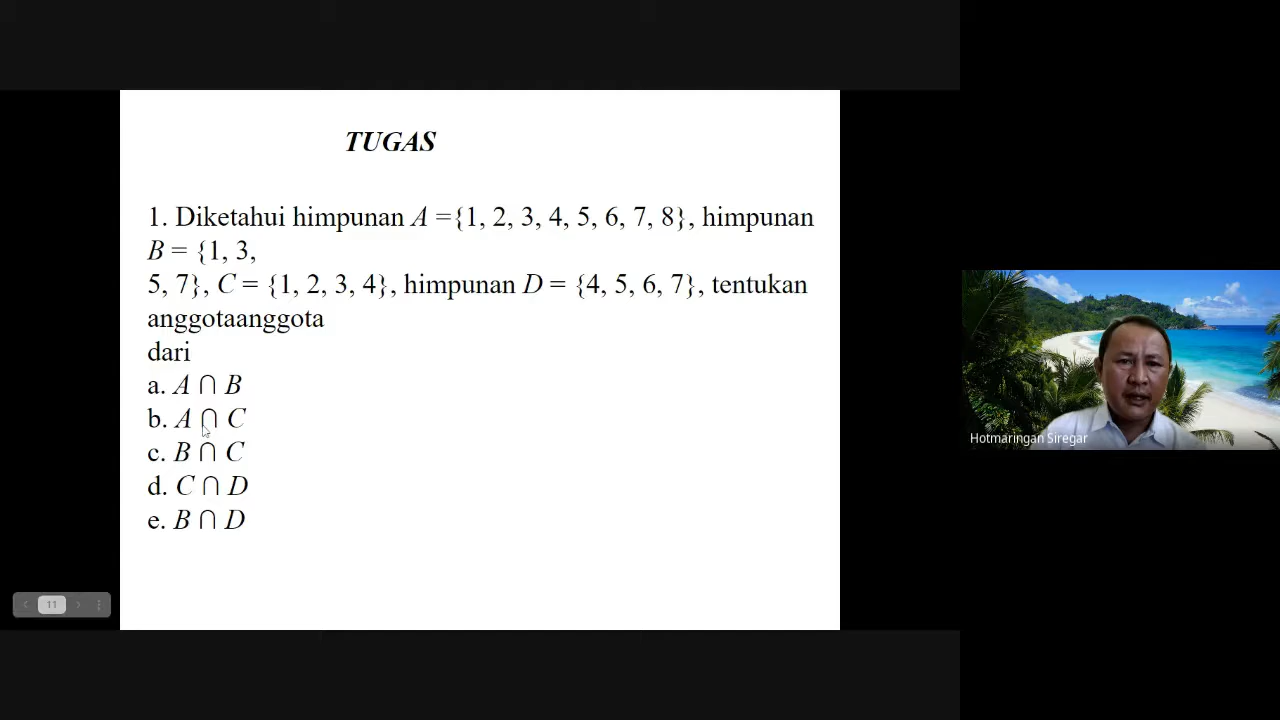 TUGAS
1. Diketahui himpunan A ={1, 2, 3, 4, 5, 6, 7, 8}, himpunan
B = {1, 3,
5, 7}, C = {1, 2, 3, 4}, himpunan D = {4, 5, 6, 7}, tentukan
anggotaanggota
dari
a. A ∩ B
b. A ∩ C
c. B ∩ C
d. C ∩ D
e. B ∩ D
Hotmaringan Siregar
11